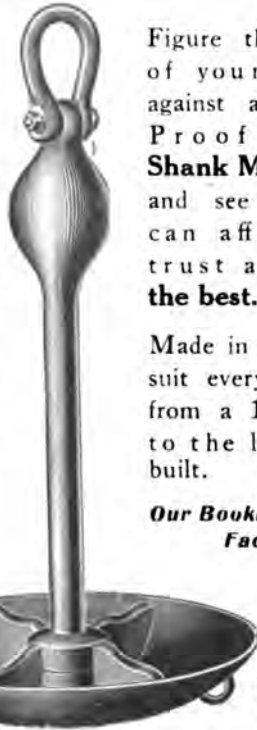 Figure th
of your
against a
Proof
Shank M
and see
can aff
trust a
the best.
Made in
suit every
from a 1
to the l
built.
Our Book
Fac